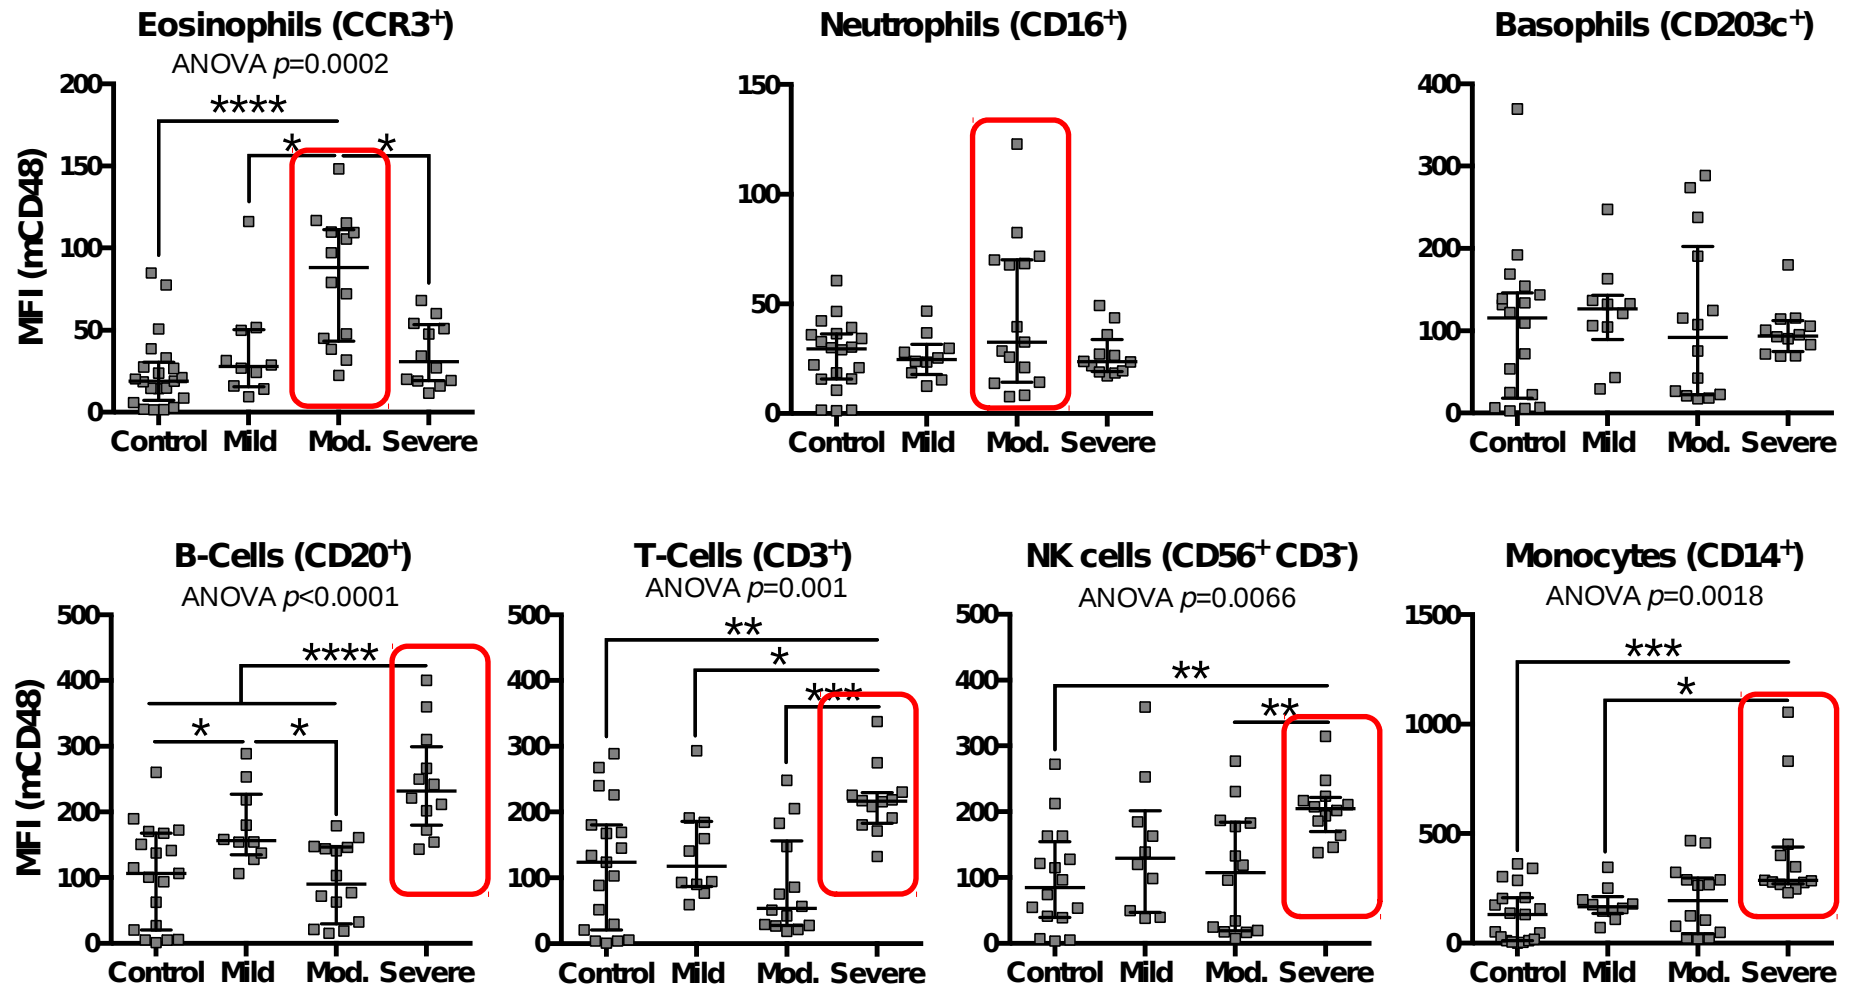 Eosinophils (CCR3⁺)
ANOVA p=0.0002
MFI (mCD48)
200
150
100
50
0
****
*
*
Control Mild Mod. Severe
Neutrophils (CD16⁺)
150
100
50
0
Control Mild Mod. Severe
Basophils (CD203c⁺)
400
300
200
100
0
Control Mild Mod. Severe
B-Cells (CD20⁺)
ANOVA p<0.0001
MFI (mCD48)
500
400
300
200
100
0
****
*
*
Control Mild Mod. Severe
T-Cells (CD3⁺)
ANOVA p=0.001
500
400
300
200
100
0
**
*
***
Control Mild Mod. Severe
NK cells (CD56⁺ CD3⁻)
ANOVA p=0.0066
500
400
300
200
100
0
**
**
Control Mild Mod. Severe
Monocytes (CD14⁺)
ANOVA p=0.0018
1500
1000
500
0
***
*
Control Mild Mod. Severe